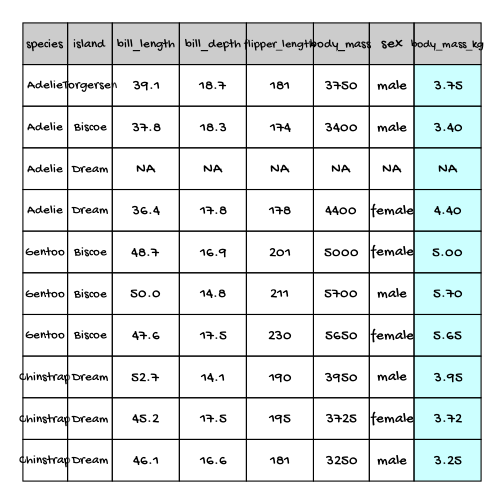 species island bill_length bill_depth flipper_length body_mass sex body_mass_kg
Adelie Torgersen 39.1 18.7 181 3750 male 3.75
Adelie Biscoe 37.8 18.3 174 3400 male 3.40
Adelie Dream NA NA NA NA NA NA
Adelie Dream 36.4 17.8 178 4400 female 4.40
Gentoo Biscoe 48.7 16.9 201 5000 female 5.00
Gentoo Biscoe 50.0 14.8 211 5700 male 5.70
Gentoo Biscoe 47.6 17.5 230 5650 female 5.65
Chinstrap Dream 52.7 14.1 190 3950 male 3.95
Chinstrap Dream 45.2 17.5 195 3725 female 3.72
Chinstrap Dream 46.1 16.6 181 3250 male 3.25